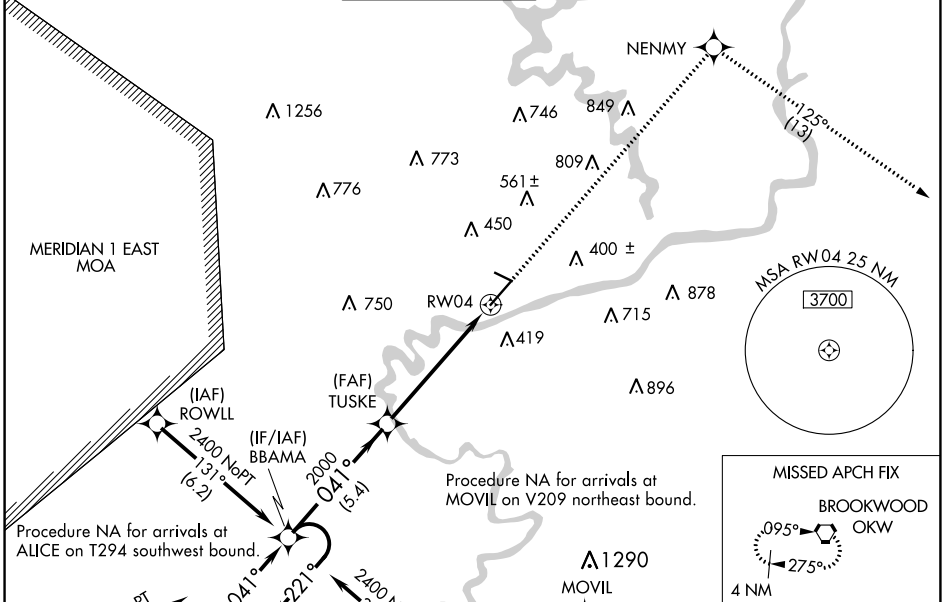 NENMY
125°
(13)
1256
746
849
773
809
776
561±
450
MERIDIAN 1 EAST
MOA
400 ±
MSA RW04 25 NM
3700
750
RW04
878
715
419
(FAF)
TUSKE
896
(IAF)
ROWLL
(IF/IAF)
BBAMA
2400 NoPT
131°
(6.2)
2000
041°
(5.4)
Procedure NA for arrivals at
MOVIL on V209 northeast bound.
Procedure NA for arrivals at
ALICE on T294 southwest bound.
MISSED APCH FIX
BROOKWOOD
OKW
095°
275°
4 NM
1290
MOVIL
041°
221°
2400